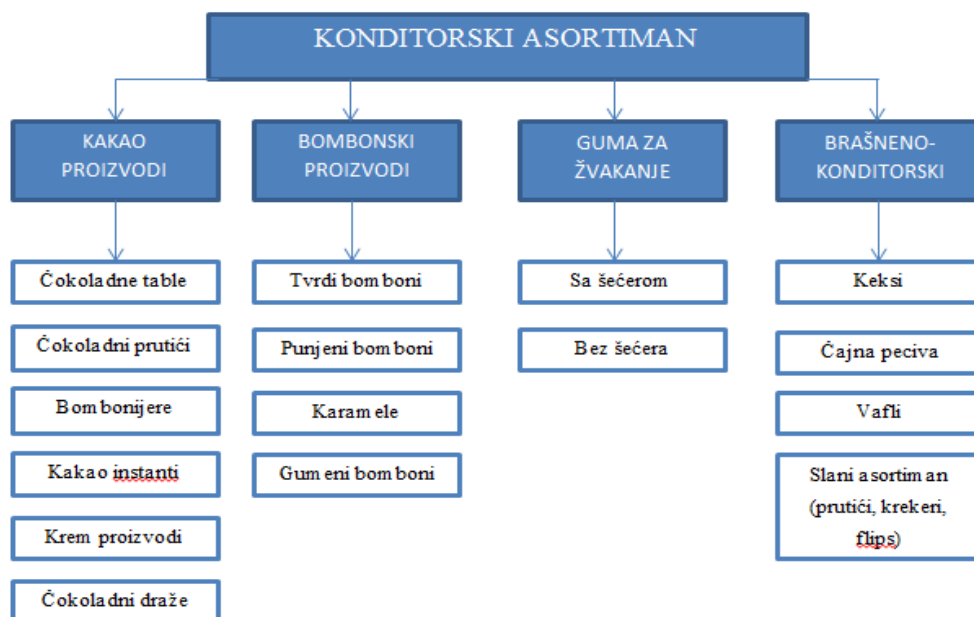 KONDITORSKI ASORTIMAN
KAKAO
PROIZVODI
Čokoladne table
Čokoladni prutići
Bombonijere
Kakao instanti
Krem proizvodi
Čokoladni draže
BOMBONSKI
PROIZVODI
Tvrdi bomboni
Punjeni bomboni
Karamele
Gumeni bomboni
GUMA ZA
ŽVAKANJE
Sa šećerom
Bez šećera
BRAŠNENO-
KONDITORSKI
Keksi
Čajna peciva
Vafli
Slani asortiman
(prutići, krekeri,
flips)